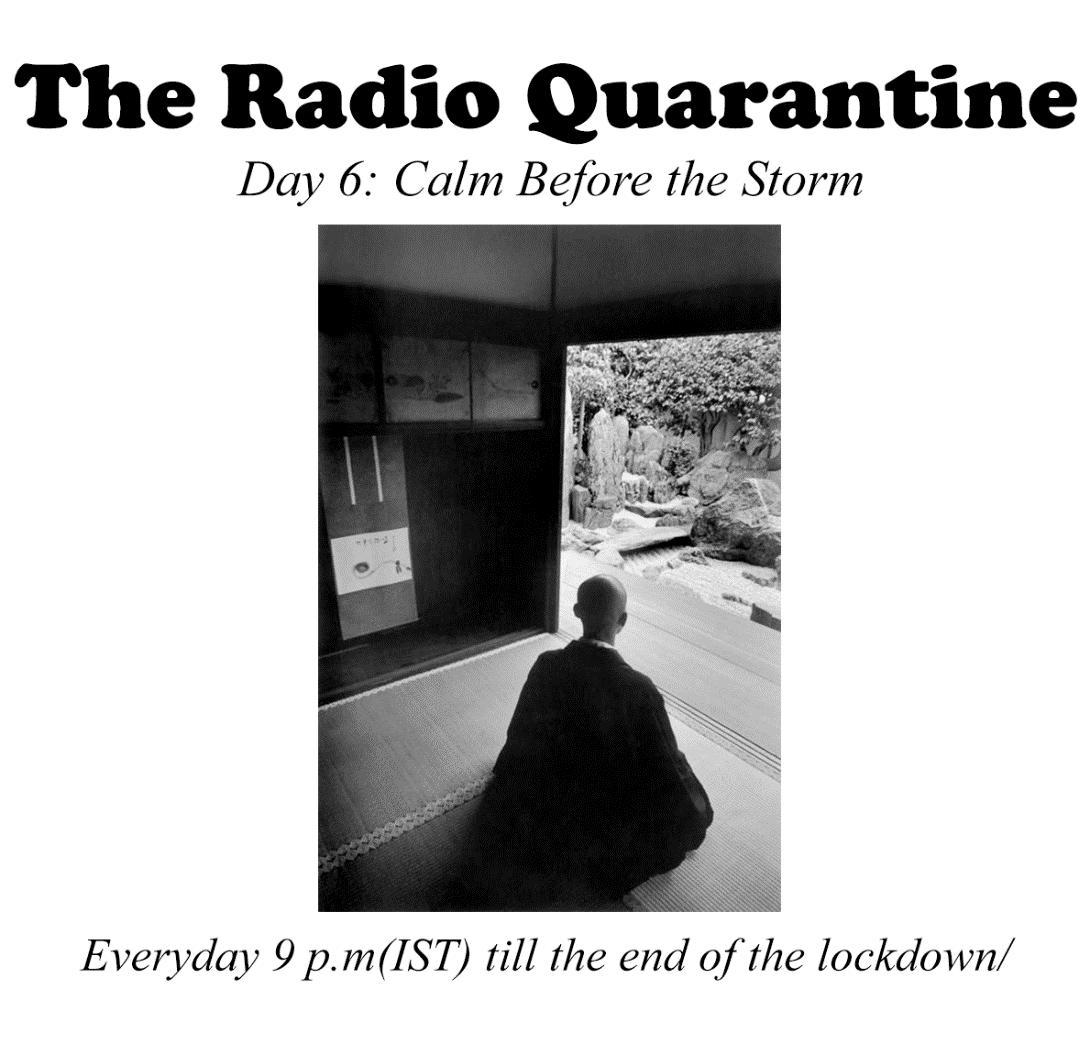 The Radio Quarantine
Day 6: Calm Before the Storm
Everyday 9 p.m(IST) till the end of the lockdown/